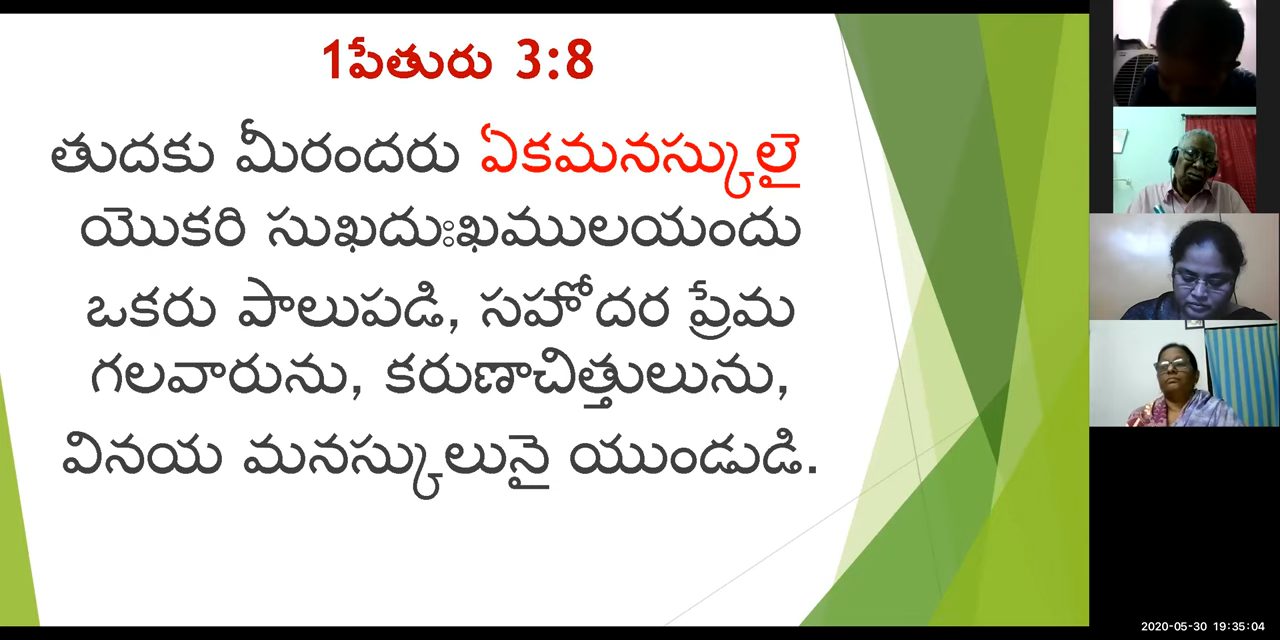 1పేతురు 3:8
తుదకు మీరందరు ఏకమనస్కులై
యొకరి సుఖదుఃఖములయందు
ఒకరు పాలుపడి, సహోదర ప్రేమ
గలవారును, కరుణాచిత్తులును,
వినయ మనస్కులునై యుండుడి.
2020-05-30 19:35:04